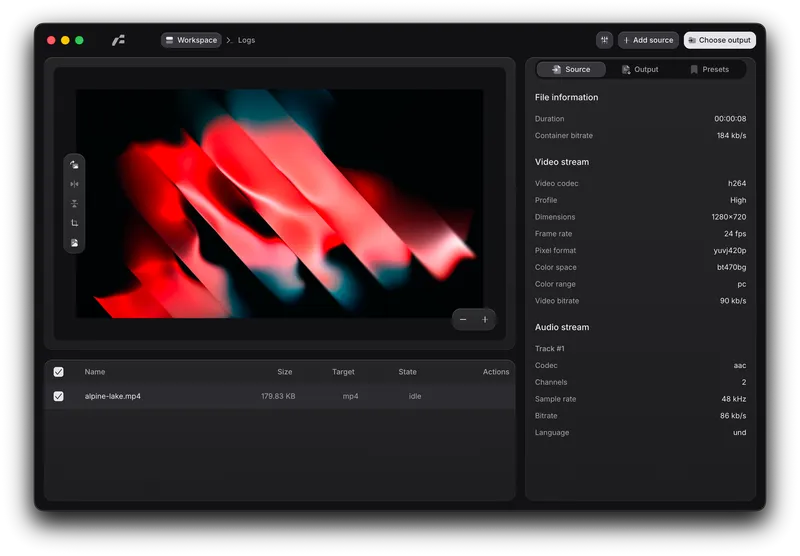 Workspace
Logs
Add source
Choose output
Source
Output
Presets
File information
Duration 00:00:08
Container bitrate 184 kb/s
Video stream
Video codec h264
Profile High
Dimensions 1280×720
Frame rate 24 fps
Pixel format yuvj420p
Color space bt470bg
Color range pc
Video bitrate 90 kb/s
Audio stream
Track #1
Codec aac
Channels 2
Sample rate 48 kHz
Bitrate 86 kb/s
Language und
Name Size Target State Actions
alpine-lake.mp4 179.83 KB mp4 idle